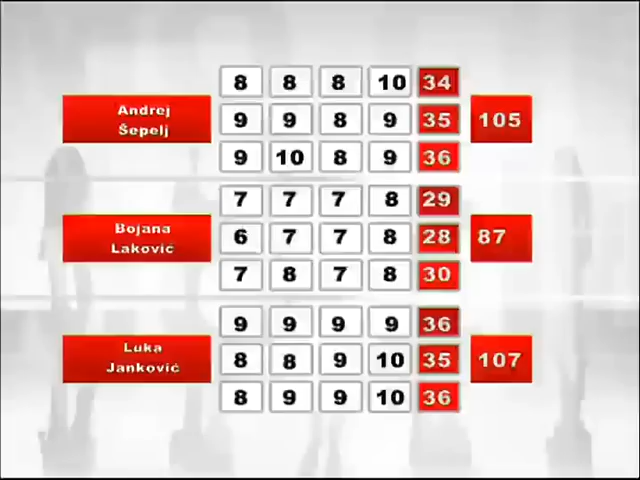 8 8 8 10 34
Andrej
Šepelj
9 9 8 9 35 105
9 10 8 9 36
7 7 7 8 29
Bojana
Laković
6 7 7 8 28 87
7 8 7 8 30
9 9 9 9 36
Luka
Janković
8 8 9 10 35 107
8 9 9 10 36